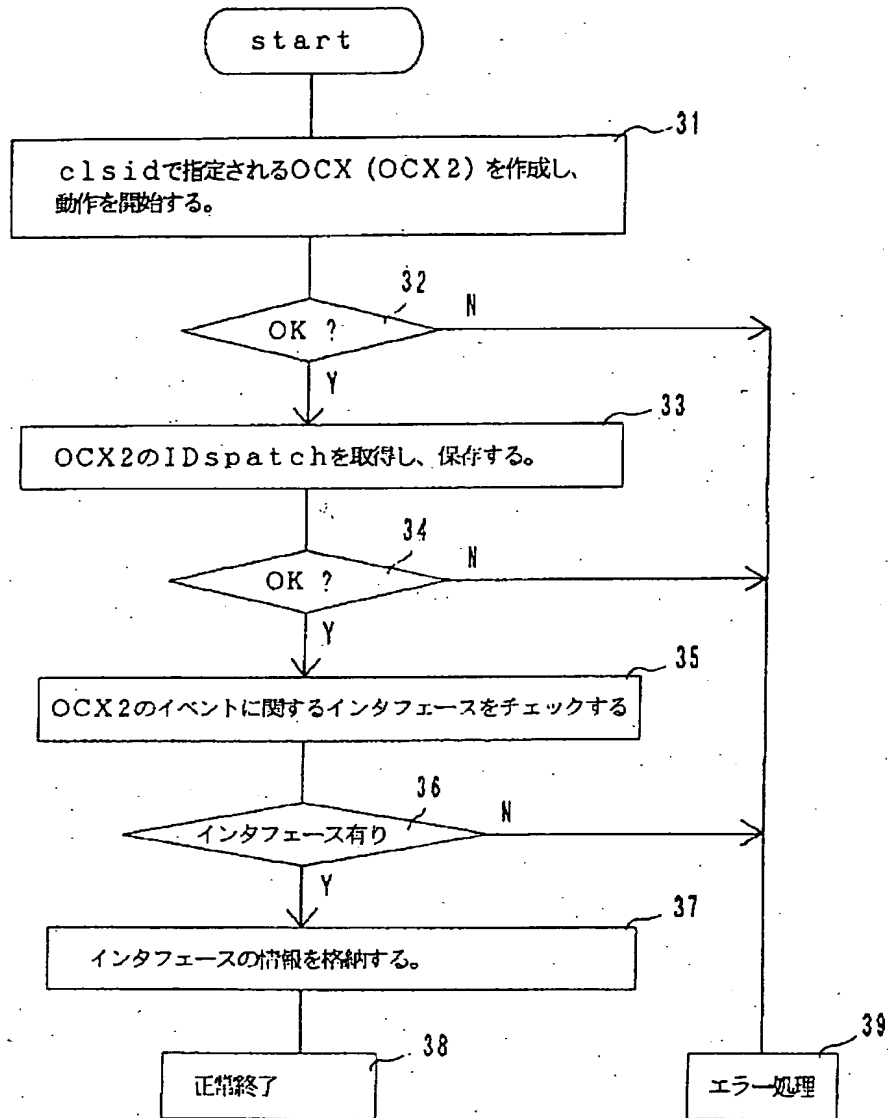 start
31
clsidで指定されるOCX (OCX2) を作成し、
動作を開始する。
32
N
OK ?
Y
33
OCX2のIDspatchを取得し、保存する。
34
N
OK ?
Y
35
OCX2のイベントに関するインタフェースをチェックする
36
N
インタフェース有り
Y
37
インタフェースの情報を格納する。
38
正常終了
39
エラー処理